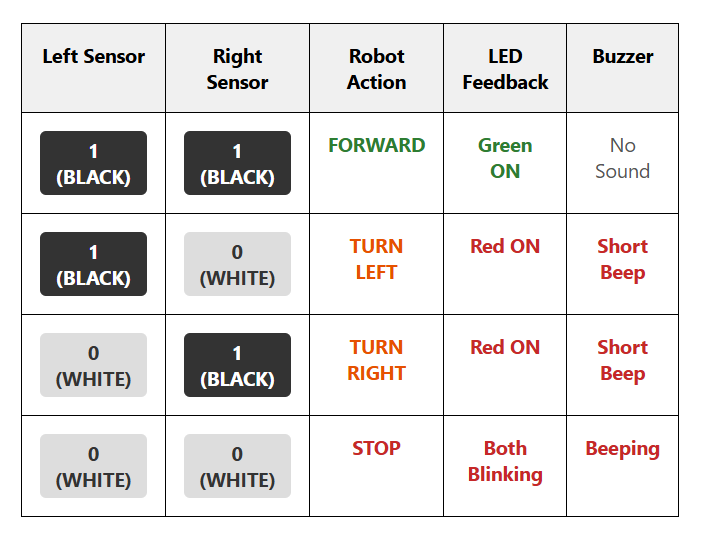 Left Sensor
Right
Sensor
Robot
Action
LED
Feedback
Buzzer
1
(BLACK)
1
(BLACK)
FORWARD
Green
ON
No
Sound
1
(BLACK)
0
(WHITE)
TURN
LEFT
Red ON
Short
Beep
0
(WHITE)
1
(BLACK)
TURN
RIGHT
Red ON
Short
Beep
0
(WHITE)
0
(WHITE)
STOP
Both
Blinking
Beeping